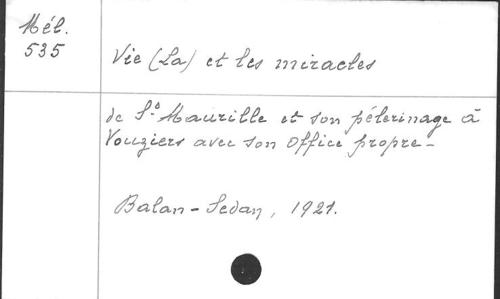 Mél.
535
Vie (La) et les miracles
de St Maurille et son pélerinage à
Vouziers avec son office propre -
Balan - Sedan, 1921.